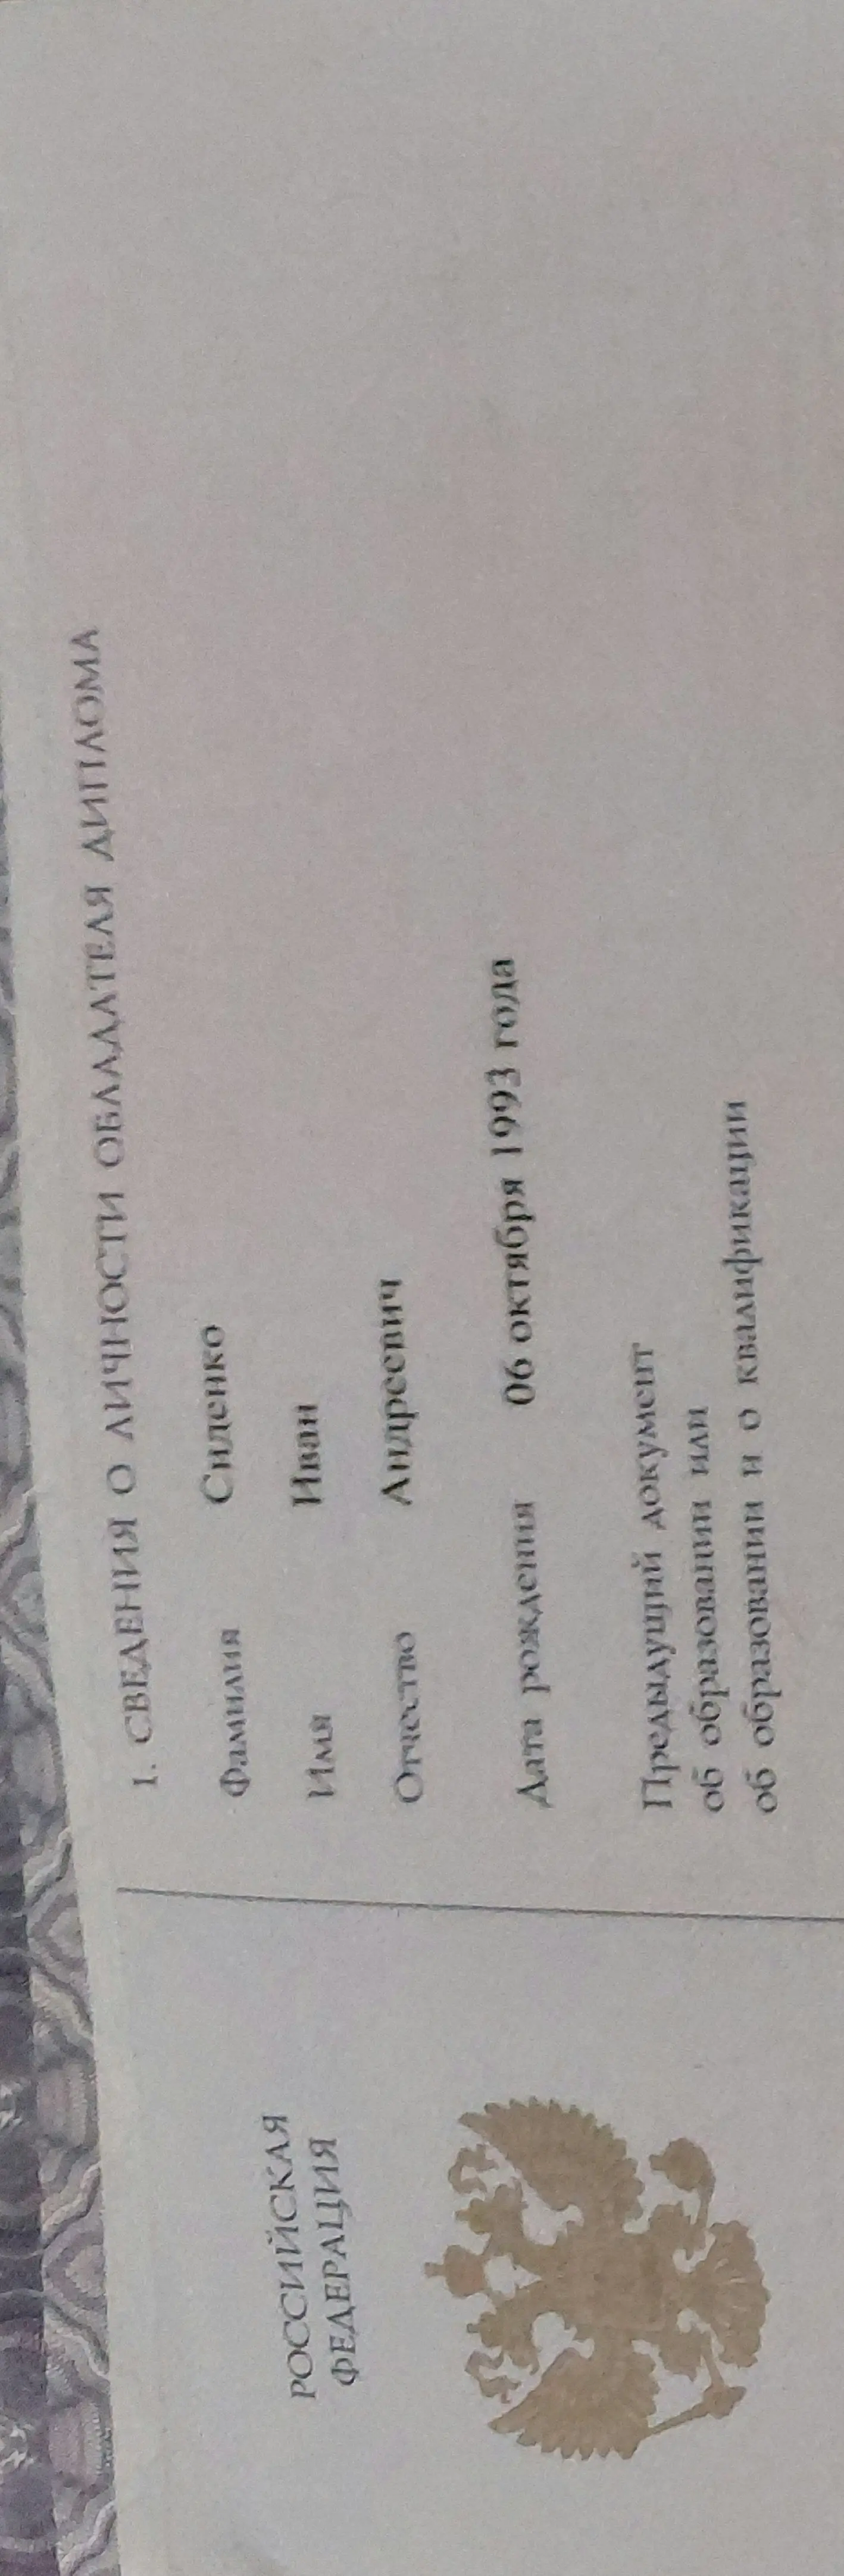 РОССИЙСКАЯ
ФЕДЕРАЦИЯ
1. СВЕДЕНИЯ О ЛИЧНОСТИ ОБЛАДАТЕЛЯ ДИПЛОМА
Фамилия Сиденко
Имя Иван
Отчество Андреевич
Дата рождения 06 октября 1993 года
Предыдущий документ
об образовании или
об образовании и о квалификации